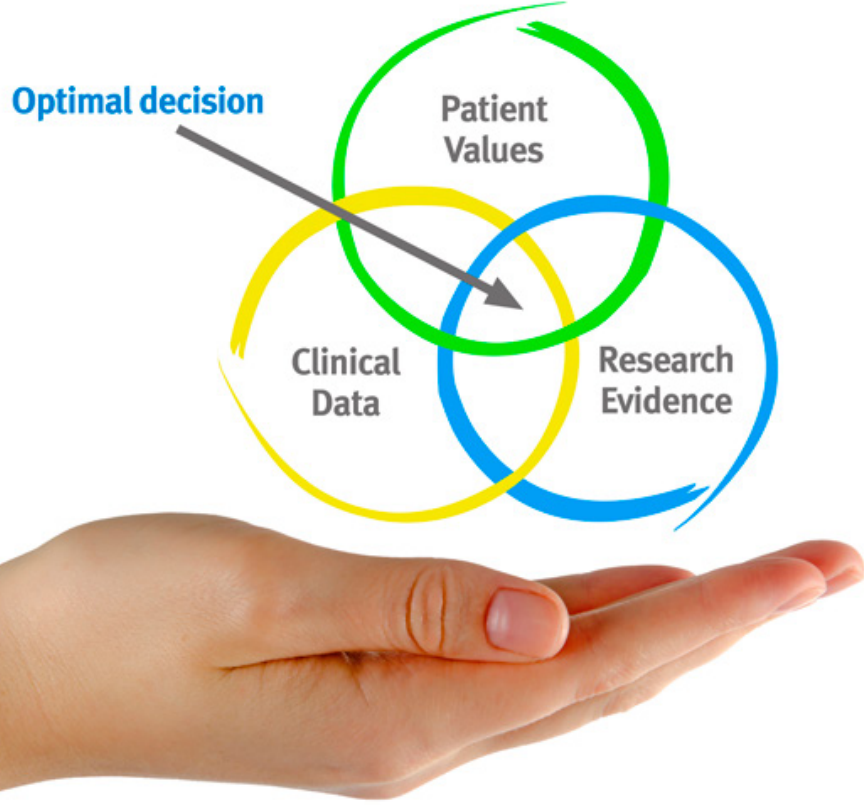 Optimal decision
Patient
Values
Clinical
Data
Research
Evidence